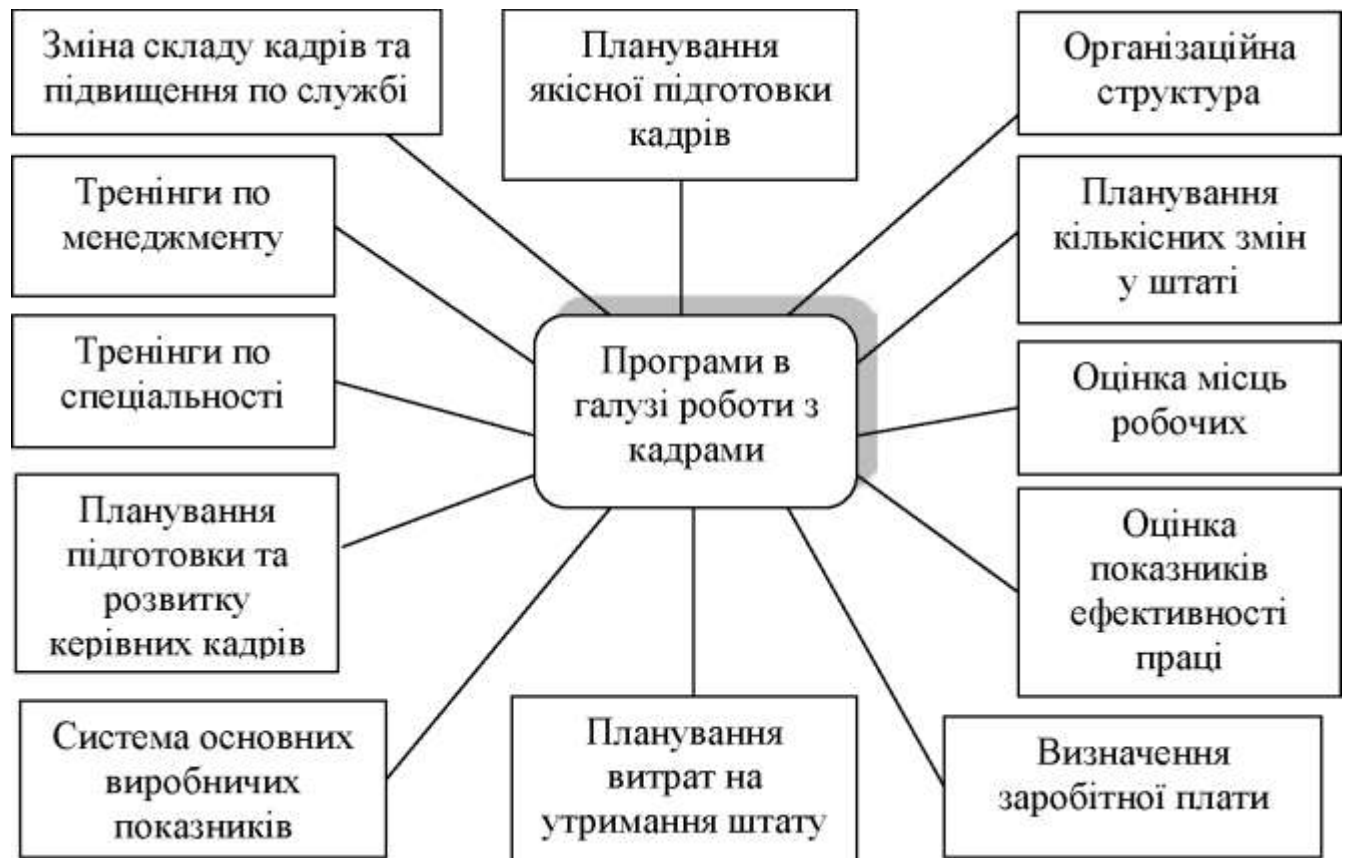 Зміна складу кадрів та
підвищення по службі
Планування
якісної підготовки
кадрів
Організаційна
структура
Тренінги по
менеджменту
Планування
кількісних змін
у штаті
Тренінги по
спеціальності
Програми в
галузі роботи з
кадрами
Оцінка місць
робочих
Планування
підготовки та
розвитку
керівних кадрів
Оцінка
показників
ефективності
праці
Система основних
виробничих
показників
Планування
витрат на
утримання штату
Визначення
заробітної плати